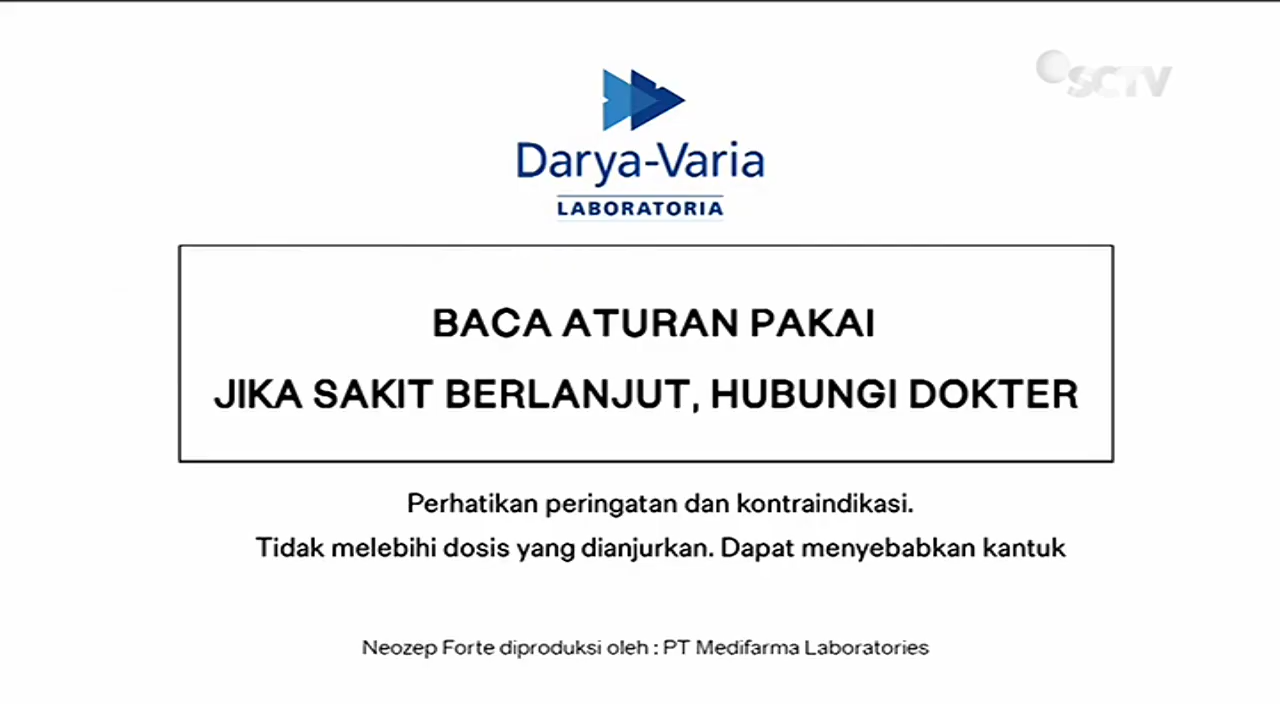 SCTV
Darya-Varia
LABORATORIA
BACA ATURAN PAKAI
JIKA SAKIT BERLANJUT, HUBUNGI DOKTER
Perhatikan peringatan dan kontraindikasi.
Tidak melebihi dosis yang dianjurkan. Dapat menyebabkan kantuk
Neozep Forte diproduksi oleh : PT Medifarma Laboratories